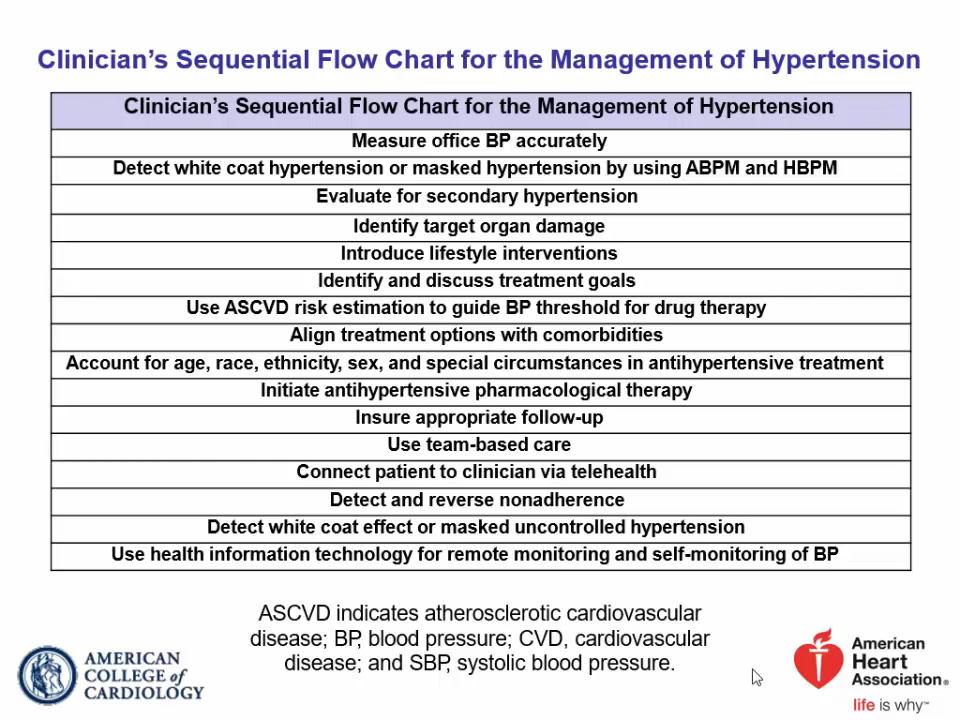 Clinician's Sequential Flow Chart for the Management of Hypertension
Clinician's Sequential Flow Chart for the Management of Hypertension
Measure office BP accurately
Detect white coat hypertension or masked hypertension by using ABPM and HBPM
Evaluate for secondary hypertension
Identify target organ damage
Introduce lifestyle interventions
Identify and discuss treatment goals
Use ASCVD risk estimation to guide BP threshold for drug therapy
Align treatment options with comorbidities
Account for age, race, ethnicity, sex, and special circumstances in antihypertensive treatment
Initiate antihypertensive pharmacological therapy
Insure appropriate follow-up
Use team-based care
Connect patient to clinician via telehealth
Detect and reverse nonadherence
Detect white coat effect or masked uncontrolled hypertension
Use health information technology for remote monitoring and self-monitoring of BP
ASCVD indicates atherosclerotic cardiovascular
disease; BP, blood pressure; CVD, cardiovascular
disease; and SBP, systolic blood pressure.
AMERICAN
COLLEGE of
CARDIOLOGY
American
Heart
Association®
life is why™